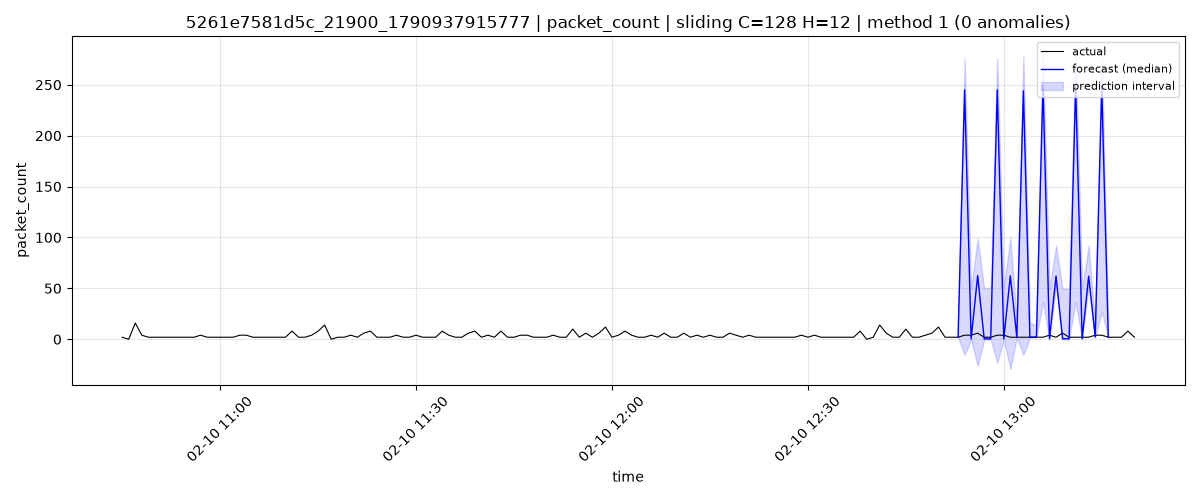 5261e7581d5c_21900_1790937915777 | packet_count | sliding C=128 H=12 | method 1 (0 anomalies)
actual
forecast (median)
prediction interval
packet_count
250
200
150
100
50
0
02-10 11:00
02-10 11:30
02-10 12:00
02-10 12:30
02-10 13:00
time